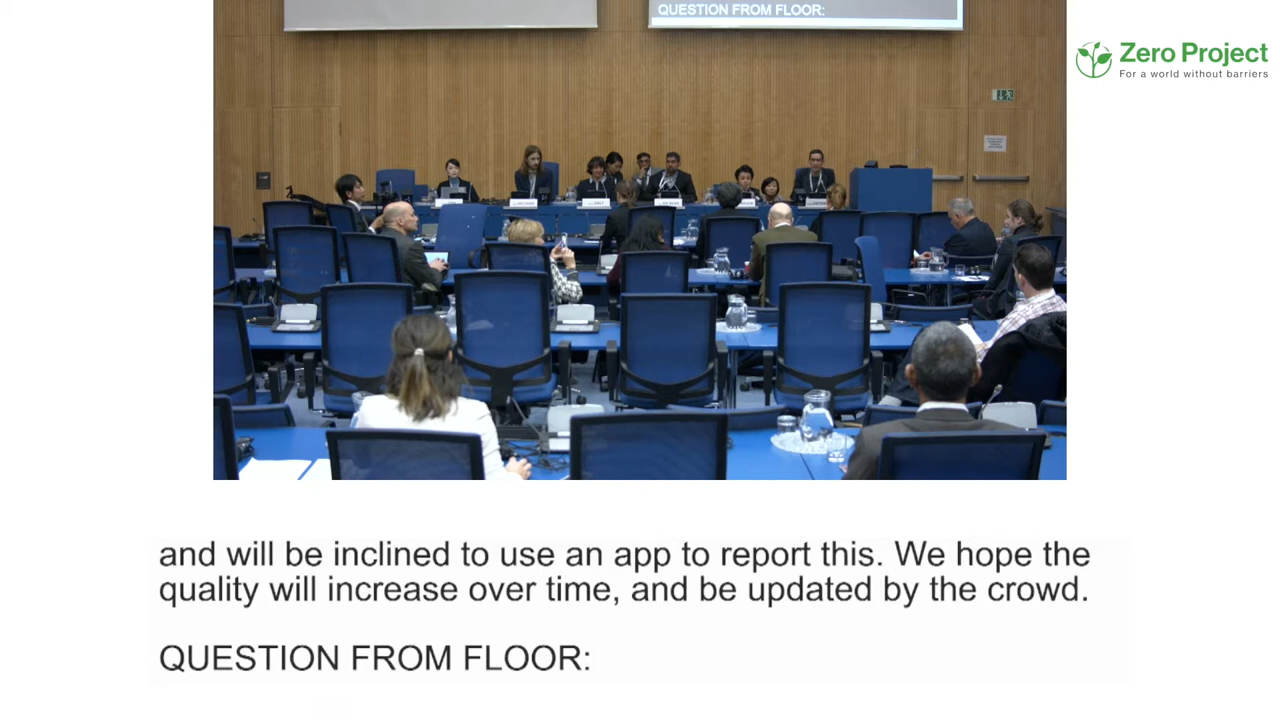 QUESTION FROM FLOOR:
Zero Project
For a world without barriers
and will be inclined to use an app to report this. We hope the
quality will increase over time, and be updated by the crowd.
QUESTION FROM FLOOR: